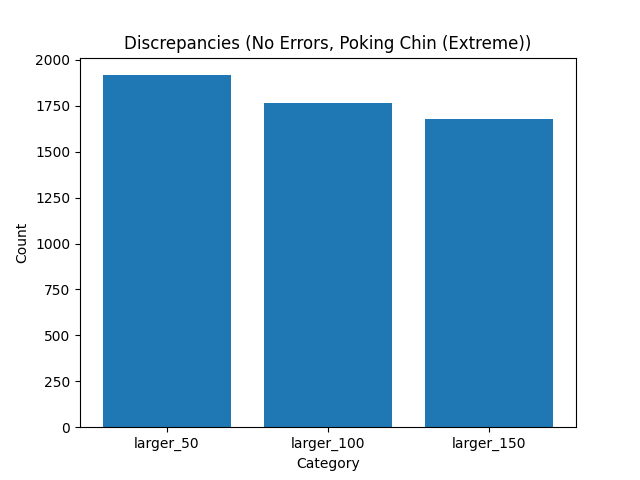 Discrepancies (No Errors, Poking Chin (Extreme))
2000
1750
1500
1250
1000
750
500
250
0
Count
larger_50 larger_100 larger_150
Category